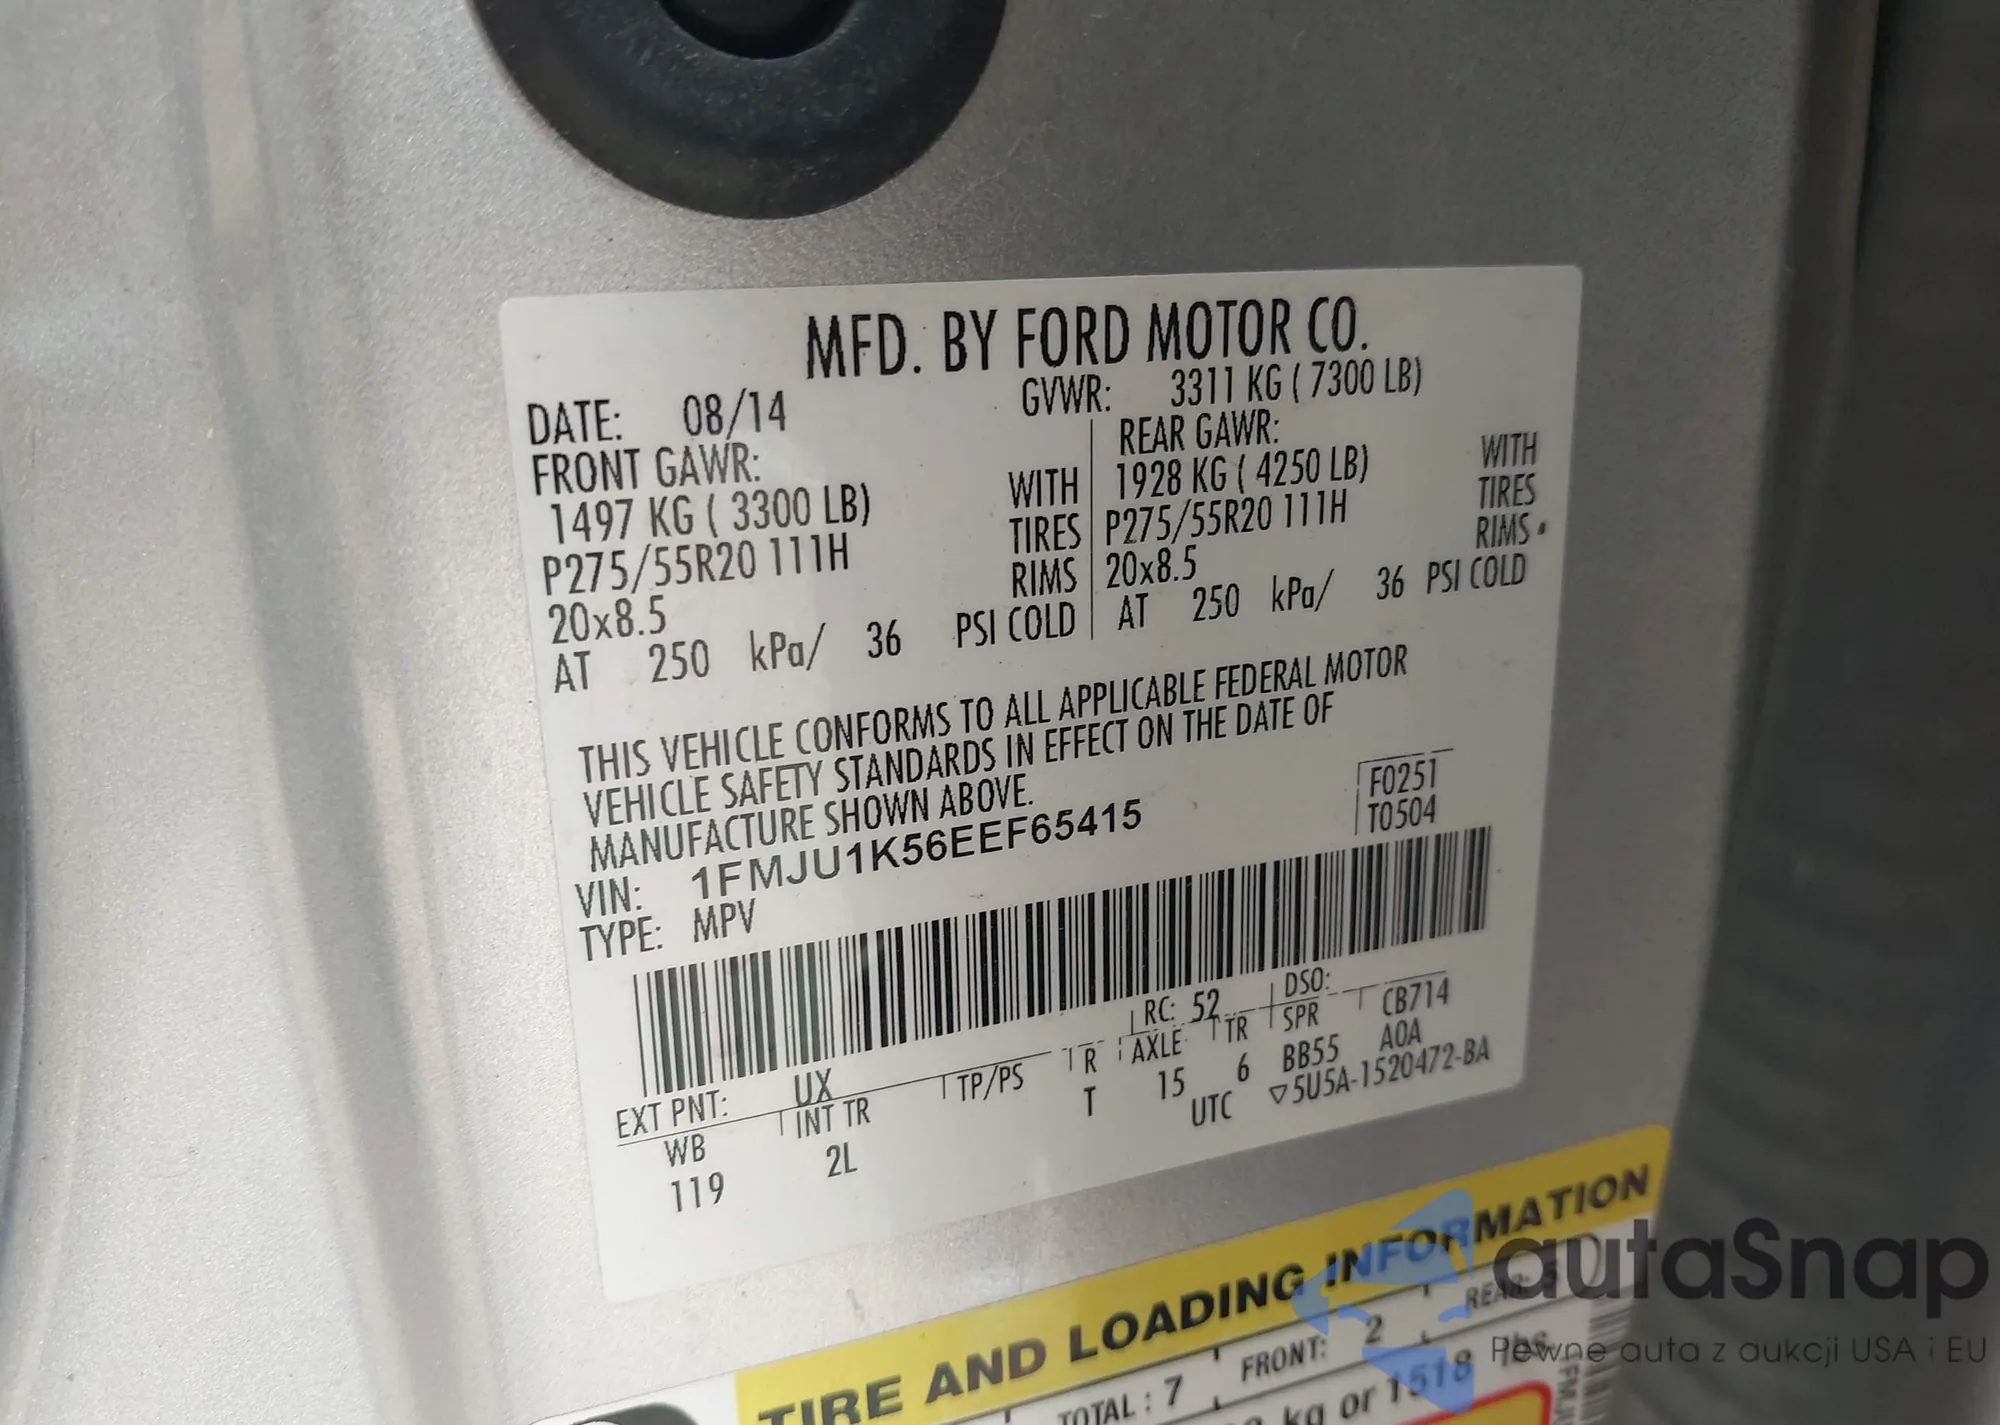 MFD. BY FORD MOTOR CO.
DATE: 08/14 GVWR: 3311 KG ( 7300 LB)
FRONT GAWR: REAR GAWR:
1497 KG ( 3300 LB) WITH 1928 KG ( 4250 LB) WITH
P275/55R20 111H TIRES P275/55R20 111H TIRES
20x8.5 RIMS 20x8.5 RIMS
AT 250 kPa/ 36 PSI COLD AT 250 kPa/ 36 PSI COLD
THIS VEHICLE CONFORMS TO ALL APPLICABLE FEDERAL MOTOR
VEHICLE SAFETY STANDARDS IN EFFECT ON THE DATE OF
MANUFACTURE SHOWN ABOVE.
F0251
T0504
VIN: 1FMJU1K56EEF65415
TYPE: MPV
EXT PNT: UX RC: 52 DSO: CB714
WB INT TR TP/PS R AXLE TR SPR A0A
119 2L T 15 6 BB55
UTC ▽5U5A-1520472-BA
TIRE AND LOADING INFORMATION
TOTAL : 7 FRONT: 2 REAR: 5
kg or 1518 lbs
autaSnap
Pewne auta z aukcji USA i EU